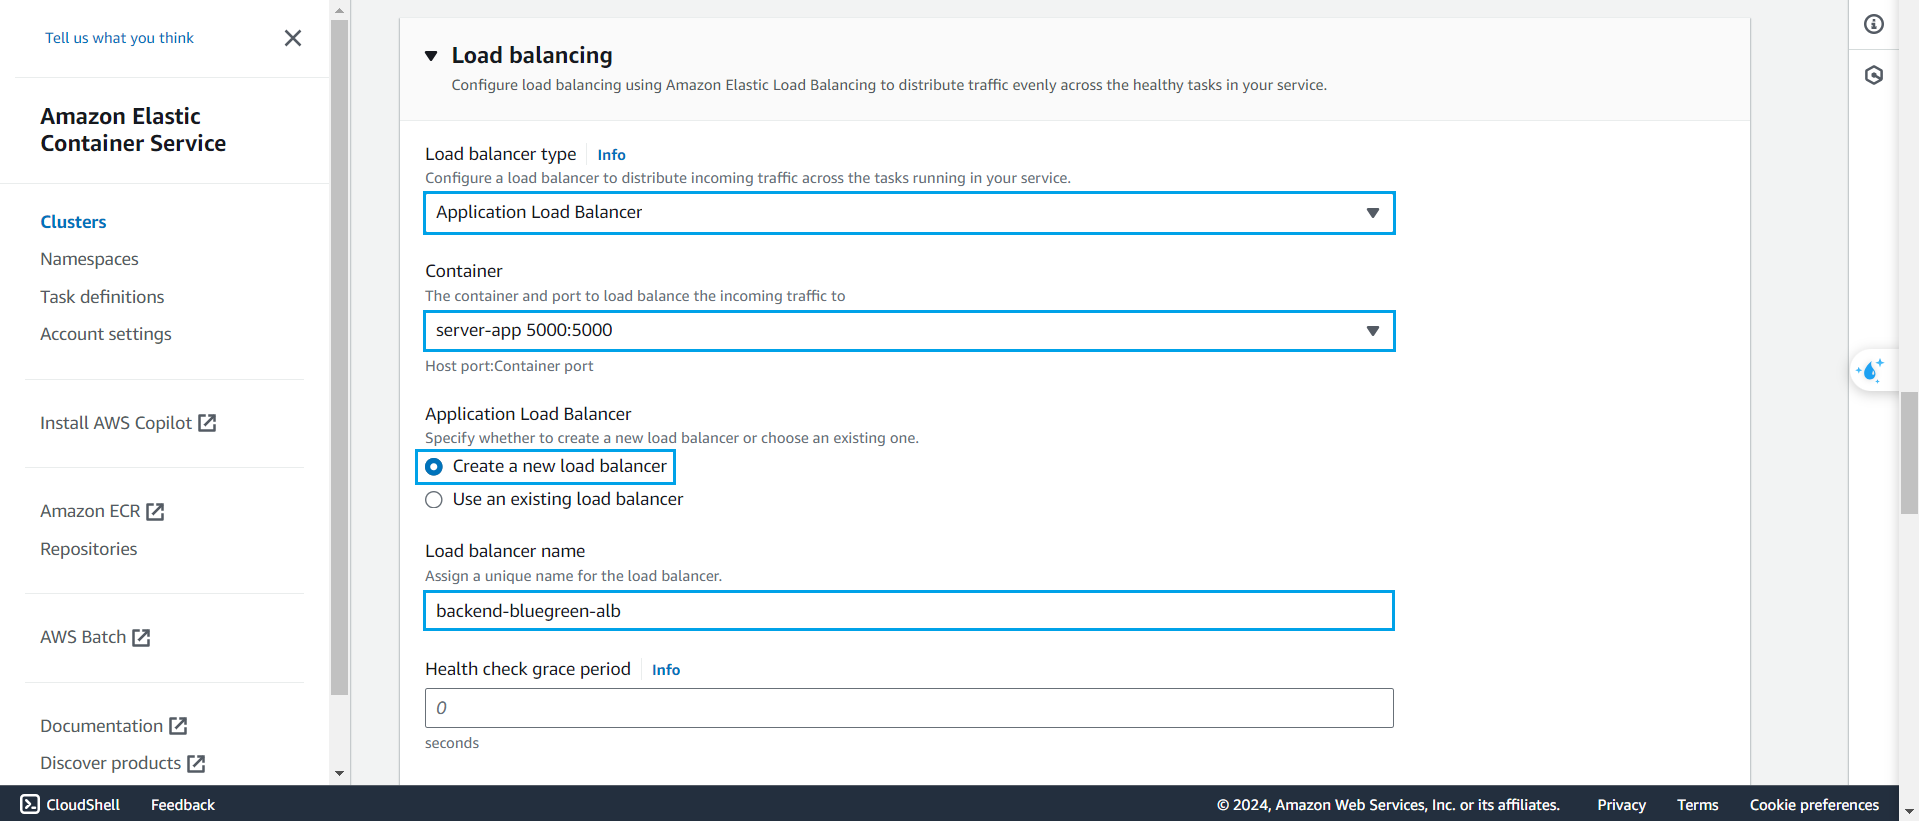 Tell us what you think
Amazon Elastic
Container Service
Clusters
Namespaces
Task definitions
Account settings
Install AWS Copilot
Amazon ECR
Repositories
AWS Batch
Documentation
Discover products
Load balancing
Configure load balancing using Amazon Elastic Load Balancing to distribute traffic evenly across the healthy tasks in your service.
Load balancer type Info
Configure a load balancer to distribute incoming traffic across the tasks running in your service.
Application Load Balancer
Container
The container and port to load balance the incoming traffic to
server-app 5000:5000
Host port:Container port
Application Load Balancer
Specify whether to create a new load balancer or choose an existing one.
Create a new load balancer
Use an existing load balancer
Load balancer name
Assign a unique name for the load balancer.
backend-bluegreen-alb
Health check grace period Info
0
seconds
CloudShell Feedback © 2024, Amazon Web Services, Inc. or its affiliates. Privacy Terms Cookie preferences